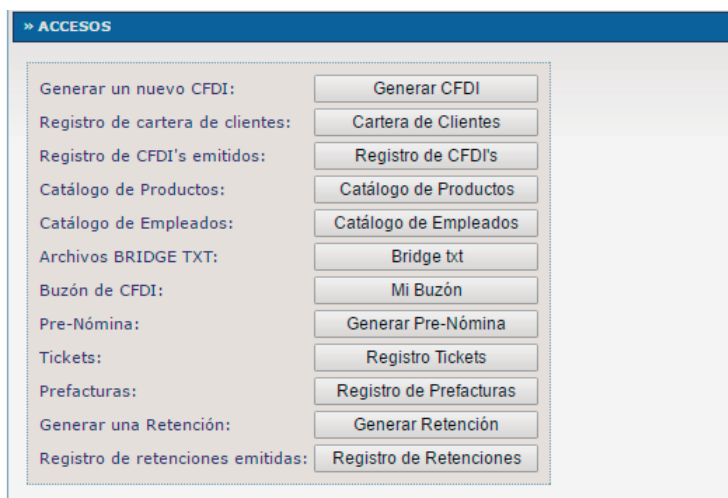 » ACCESOS
Generar un nuevo CFDI: Generar CFDI
Registro de cartera de clientes: Cartera de Clientes
Registro de CFDI's emitidos: Registro de CFDI's
Catálogo de Productos: Catálogo de Productos
Catálogo de Empleados: Catálogo de Empleados
Archivos BRIDGE TXT: Bridge txt
Buzón de CFDI: Mi Buzón
Pre-Nómina: Generar Pre-Nómina
Tickets: Registro Tickets
Prefacturas: Registro de Prefacturas
Generar una Retención: Generar Retención
Registro de retenciones emitidas: Registro de Retenciones